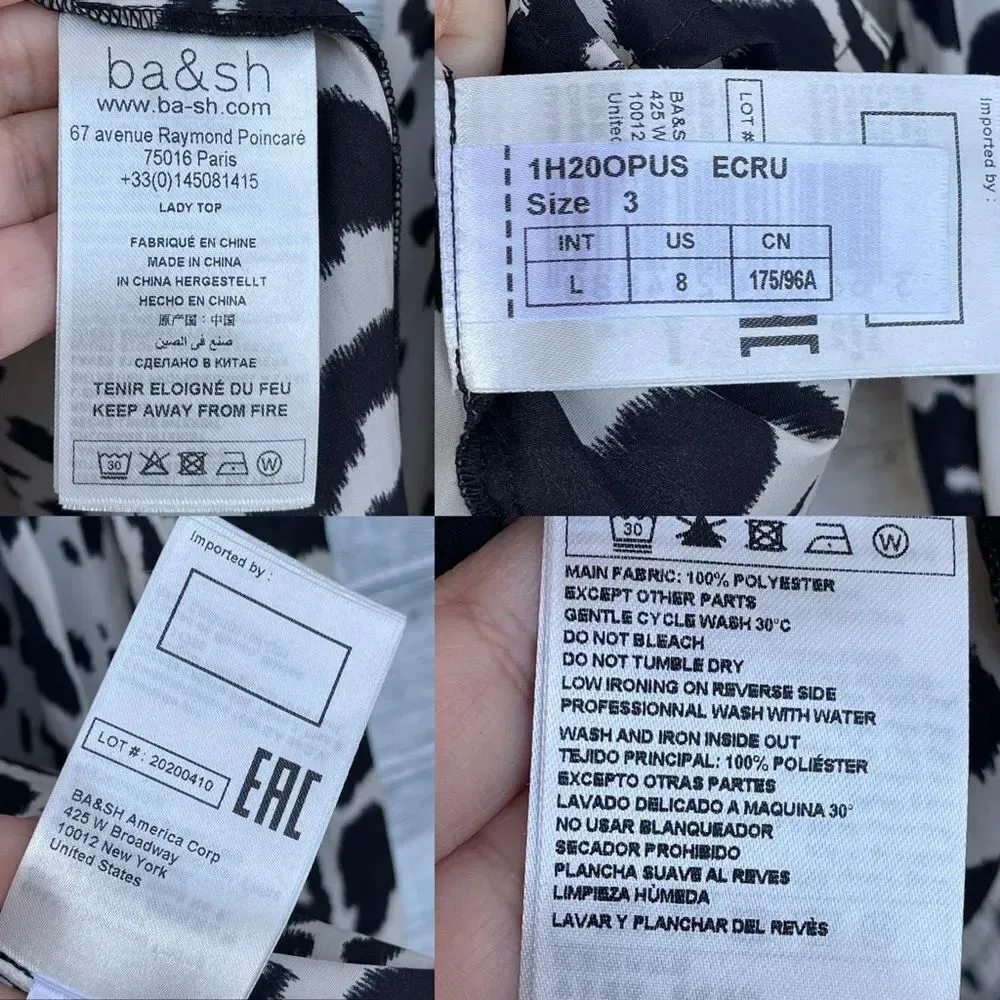 ba&sh
www.ba-sh.com
67 avenue Raymond Poincaré
75016 Paris
+33(0)145081415
LADY TOP
FABRIQUÉ EN CHINE
MADE IN CHINA
IN CHINA HERGESTELLT
HECHO EN CHINA
原产国：中国
صنع في الصين
СДЕЛАНО В КИТАЕ
TENIR ELOIGNÉ DU FEU
KEEP AWAY FROM FIRE
30
W
BA&S
425 W
10012
United
LOT #
Imported by :
1H20OPUS ECRU
Size 3
INT US CN
L 8 175/96A
Imported by :
LOT # : 20200410
EAC
BA&SH America Corp
425 W Broadway
10012 New York
United States
30
W
MAIN FABRIC: 100% POLYESTER
EXCEPT OTHER PARTS
GENTLE CYCLE WASH 30°C
DO NOT BLEACH
DO NOT TUMBLE DRY
LOW IRONING ON REVERSE SIDE
PROFESSIONNAL WASH WITH WATER
WASH AND IRON INSIDE OUT
TEJIDO PRINCIPAL: 100% POLIÉSTER
EXCEPTO OTRAS PARTES
LAVADO DELICADO A MAQUINA 30°
NO USAR BLANQUEADOR
SECADOR PROHIBIDO
PLANCHA SUAVE AL REVES
LIMPIEZA HÙMEDA
LAVAR Y PLANCHAR DEL REVÈS